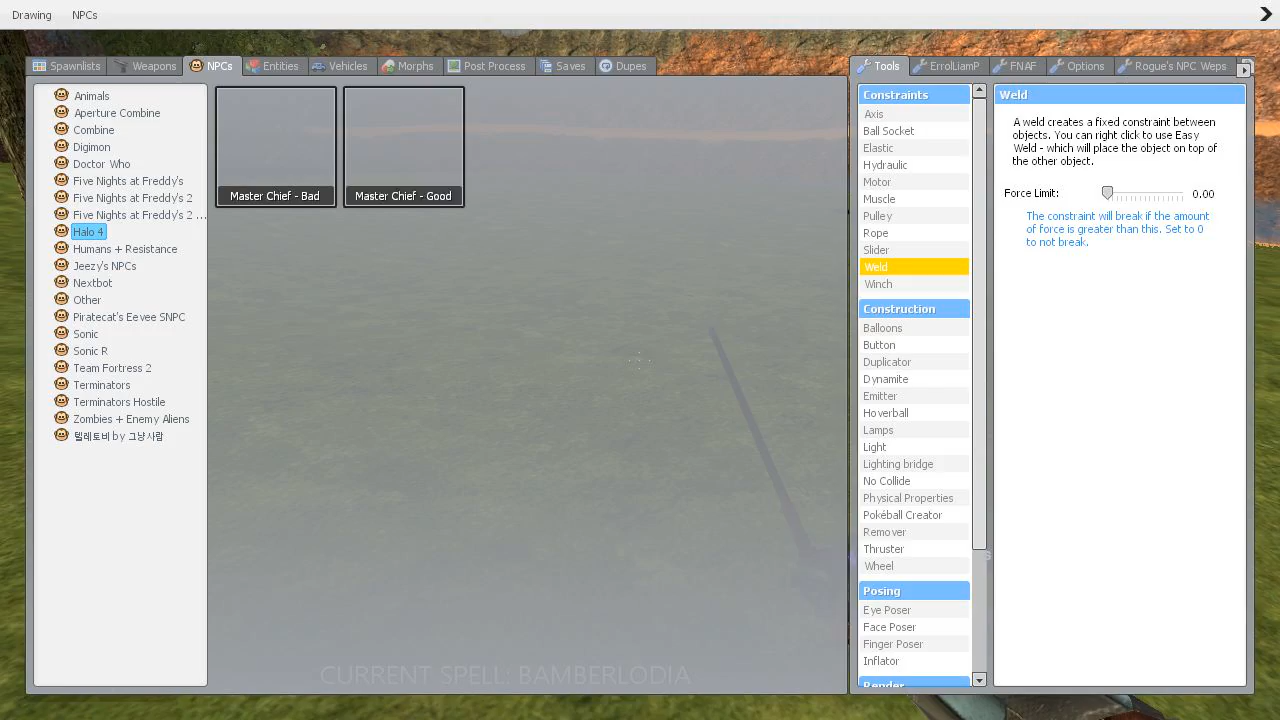 Drawing NPCs
Spawnlists Weapons NPCs Entities Vehicles Morphs Post Process Saves Dupes
Animals
Aperture Combine
Combine
Digimon
Doctor Who
Five Nights at Freddy's
Five Nights at Freddy's 2
Five Nights at Freddy's 2 ...
Halo 4
Humans + Resistance
Jeezy's NPCs
Nextbot
Other
Piratecat's Eevee SNPC
Sonic
Sonic R
Team Fortress 2
Terminators
Terminators Hostile
Zombies + Enemy Aliens
텔레토비 by 그냥사람
Master Chief - Bad
Master Chief - Good
CURRENT SPELL: BAMBERLODIA
Tools ErrolLiamP FNAF Options Rogue's NPC Weps
Constraints
Axis
Ball Socket
Elastic
Hydraulic
Motor
Muscle
Pulley
Rope
Slider
Weld
Winch
Construction
Balloons
Button
Duplicator
Dynamite
Emitter
Hoverball
Lamps
Light
Lighting bridge
No Collide
Physical Properties
Pokéball Creator
Remover
Thruster
Wheel
Posing
Eye Poser
Face Poser
Finger Poser
Inflator
Render
Weld
A weld creates a fixed constraint between
objects. You can right click to use Easy
Weld - which will place the object on top of
the other object.
Force Limit: 0.00
The constraint will break if the amount
of force is greater than this. Set to 0
to not break.